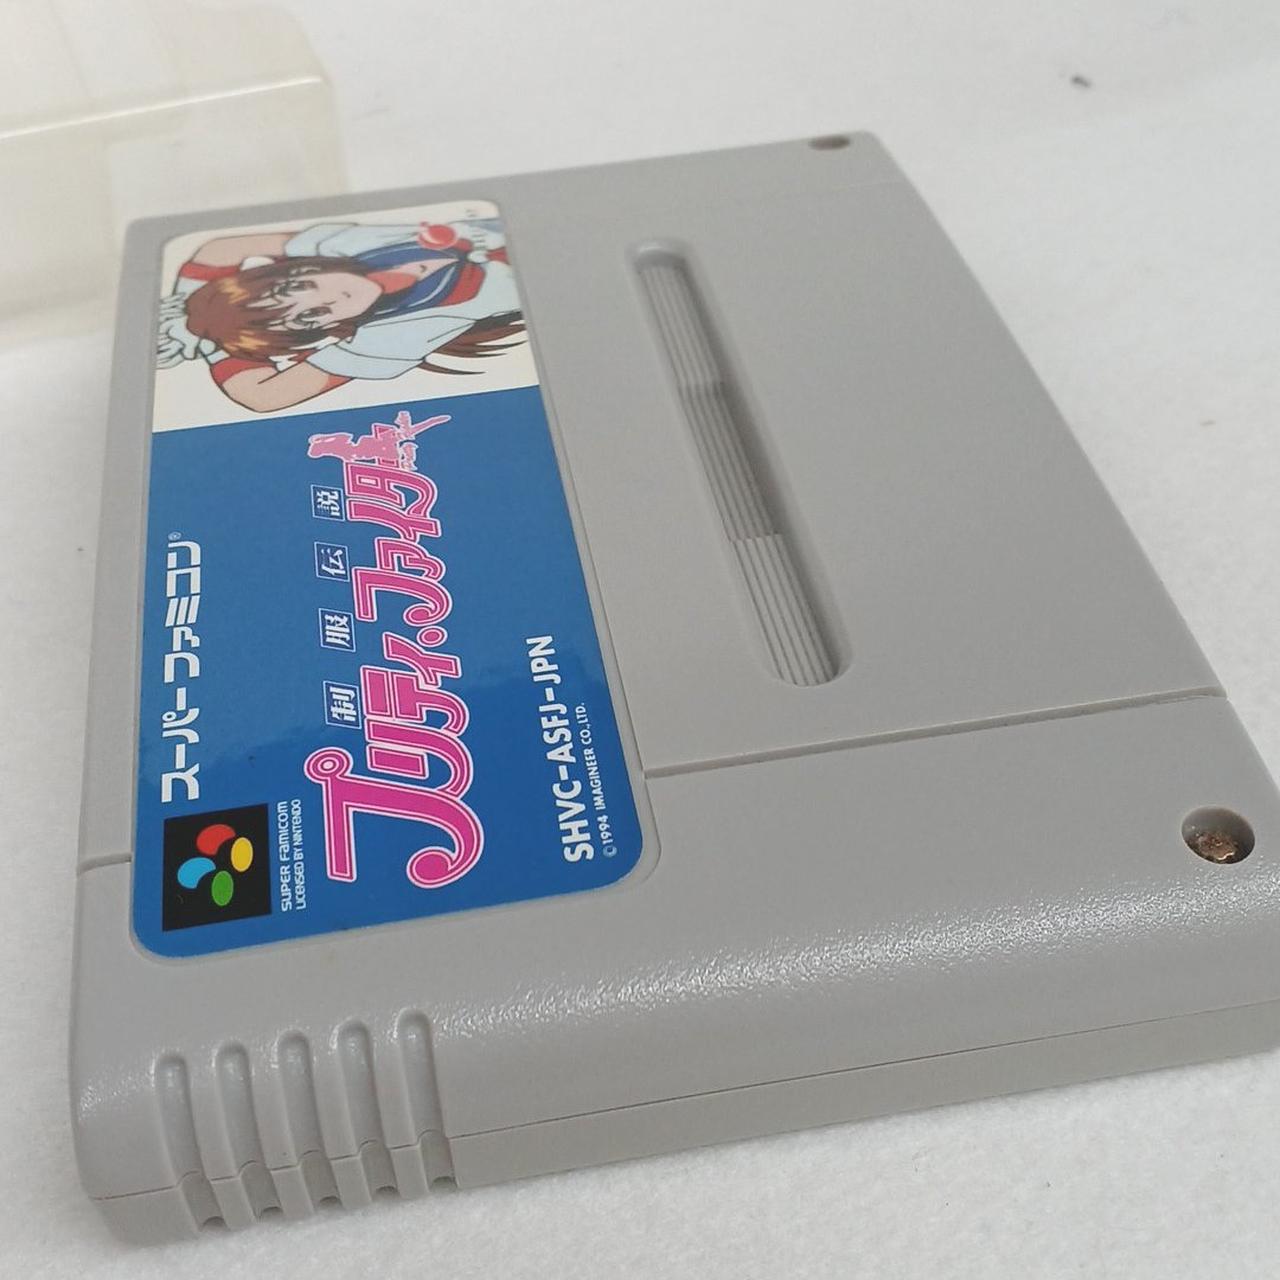 スーパーファミコン®
SUPER FAMICOM
LICENSED BY NINTENDO
制服伝説
プリティ・ファイター
SHVC-ASFJ-JPN
©1994 IMAGINEER CO.,LTD.